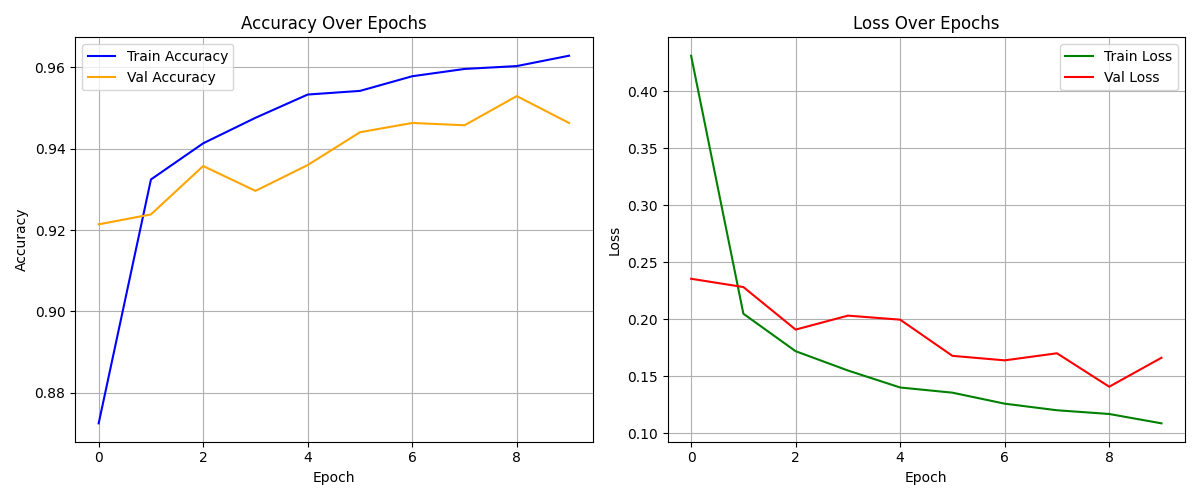 Accuracy Over Epochs
Train Accuracy
Val Accuracy
0.96
0.94
0.92
0.90
0.88
Accuracy
0 2 4 6 8
Epoch
Loss Over Epochs
Train Loss
Val Loss
0.40
0.35
0.30
0.25
0.20
0.15
0.10
Loss
0 2 4 6 8
Epoch